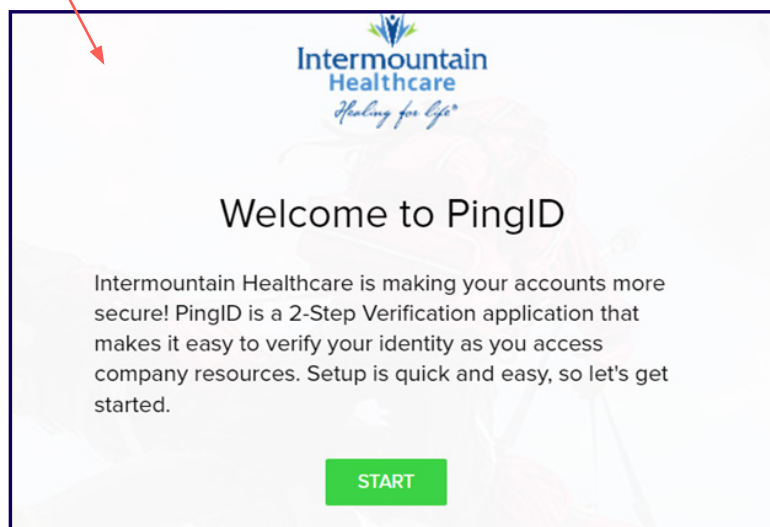 Intermountain
Healthcare
Healing for life®
Welcome to PingID
Intermountain Healthcare is making your accounts more
secure! PingID is a 2-Step Verification application that
makes it easy to verify your identity as you access
company resources. Setup is quick and easy, so let's get
started.
START